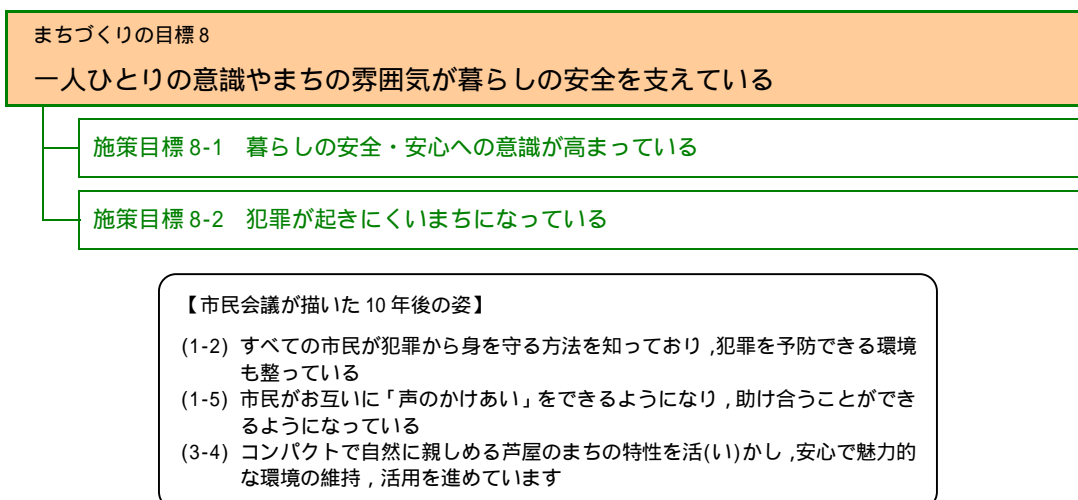 まちづくりの目標8
一人ひとりの意識やまちの雰囲気が暮らしの安全を支えている
施策目標8-1 暮らしの安全・安心への意識が高まっている
施策目標8-2 犯罪が起きにくいまちになっている
【市民会議が描いた10年後の姿】
(1-2) すべての市民が犯罪から身を守る方法を知っており,犯罪を予防できる環境
も整っている
(1-5) 市民がお互いに「声のかけあい」をできるようになり,助け合うことができ
るようになっている
(3-4) コンパクトで自然に親しめる芦屋のまちの特性を活(い)かし,安心で魅力的
な環境の維持,活用を進めています